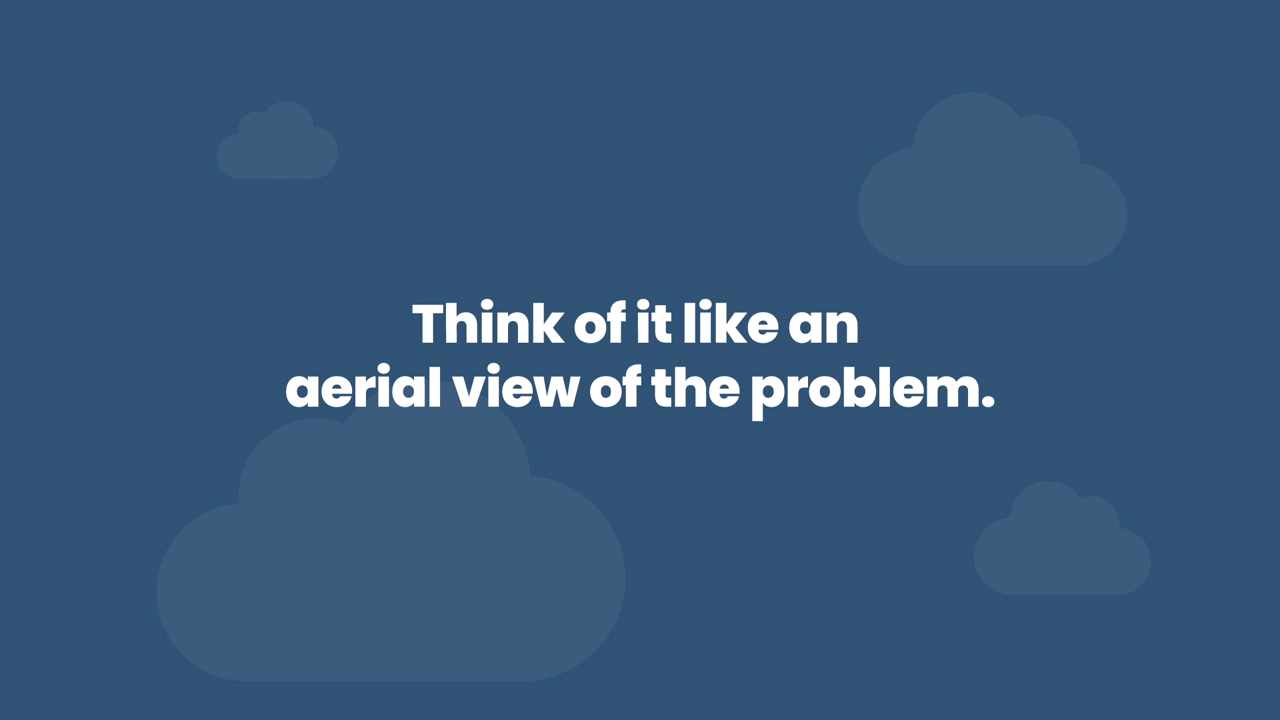 Think of it like an
aerial view of the problem.